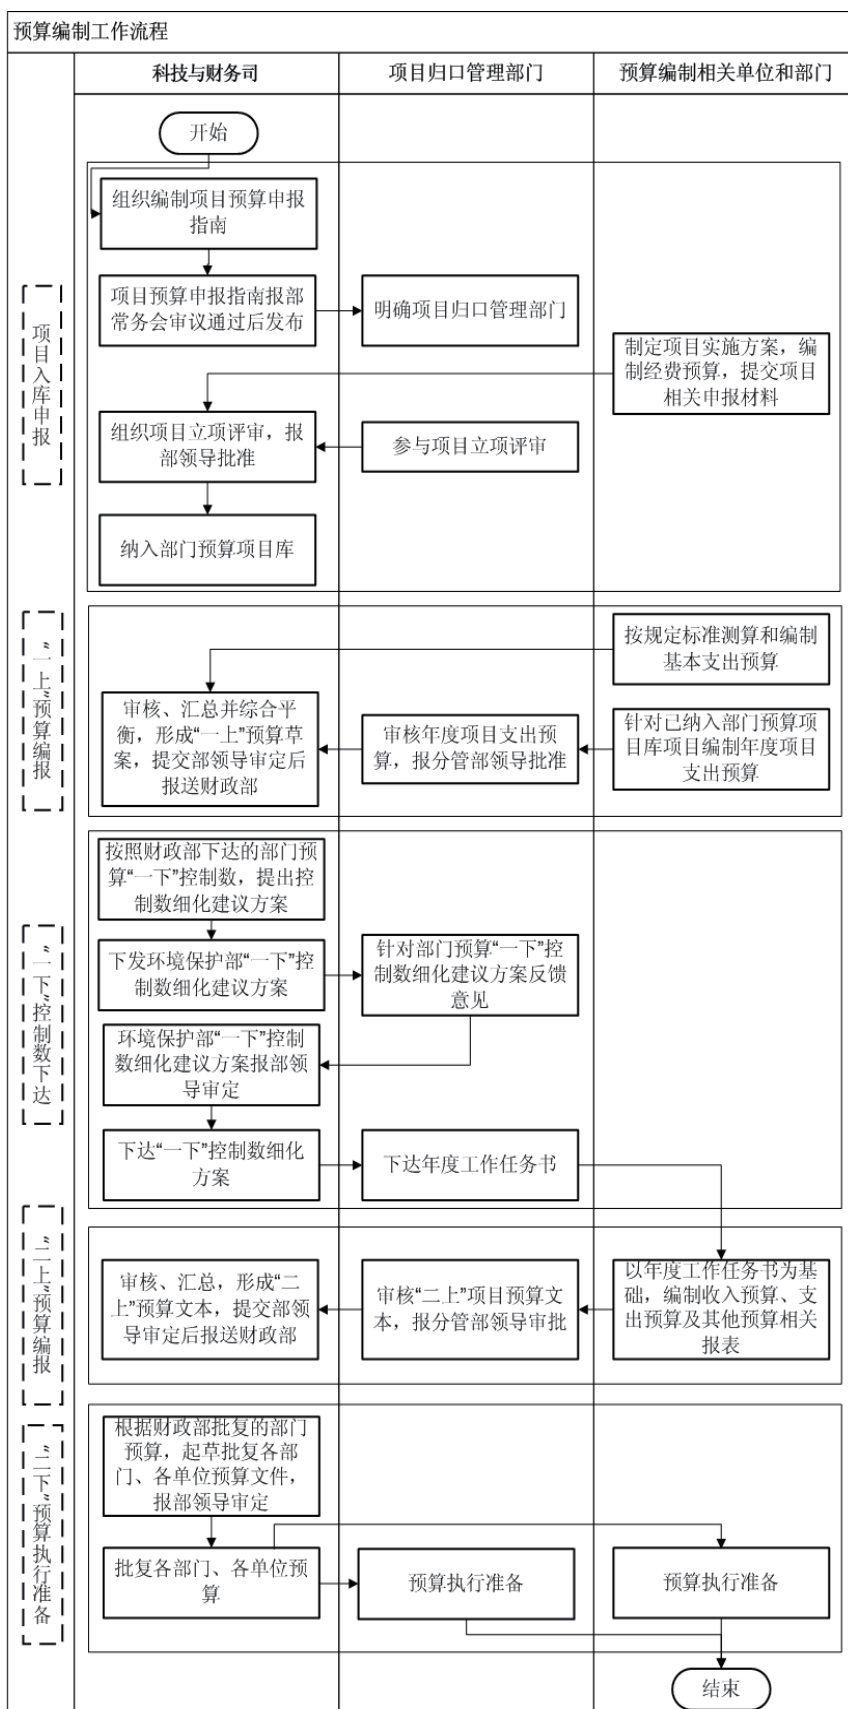 预算编制工作流程
科技与财务司
项目归口管理部门
预算编制相关单位和部门
开始
项目入库申报
组织编制项目预算申报
指南
项目预算申报指南报部
常务会审议通过后发布
明确项目归口管理部门
制定项目实施方案，编
制经费预算，提交项目
相关申报材料
组织项目立项评审，报
部领导批准
参与项目立项评审
纳入部门预算项目库
“一上”预算编报
按规定标准测算和编制
基本支出预算
审核、汇总并综合平
衡，形成“一上”预算草
案，提交部领导审定后
报送财政部
审核年度项目支出预
算，报分管部领导批准
针对已纳入部门预算项
目库项目编制年度项目
支出预算
“一下”控制数下达
按照财政部下达的部门预
算“一下”控制数，提出控
制数细化建议方案
下发环境保护部“一下”控
制数细化建议方案
针对部门预算“一下”控
制数细化建议方案反馈
意见
环境保护部“一下”控制
数细化建议方案报部领
导审定
下达“一下”控制数细化
方案
下达年度工作任务书
“二上”预算编报
审核、汇总，形成“二
上”预算文本，提交部领
导审定后报送财政部
审核“二上”项目预算文
本，报分管部领导审批
以年度工作任务书为基
础，编制收入预算、支
出预算及其他预算相关
报表
“二下”预算执行准备
根据财政部批复的部门
预算，起草批复各部
门、各单位预算文件，
报部领导审定
批复各部门、各单位预
算
预算执行准备
预算执行准备
结束